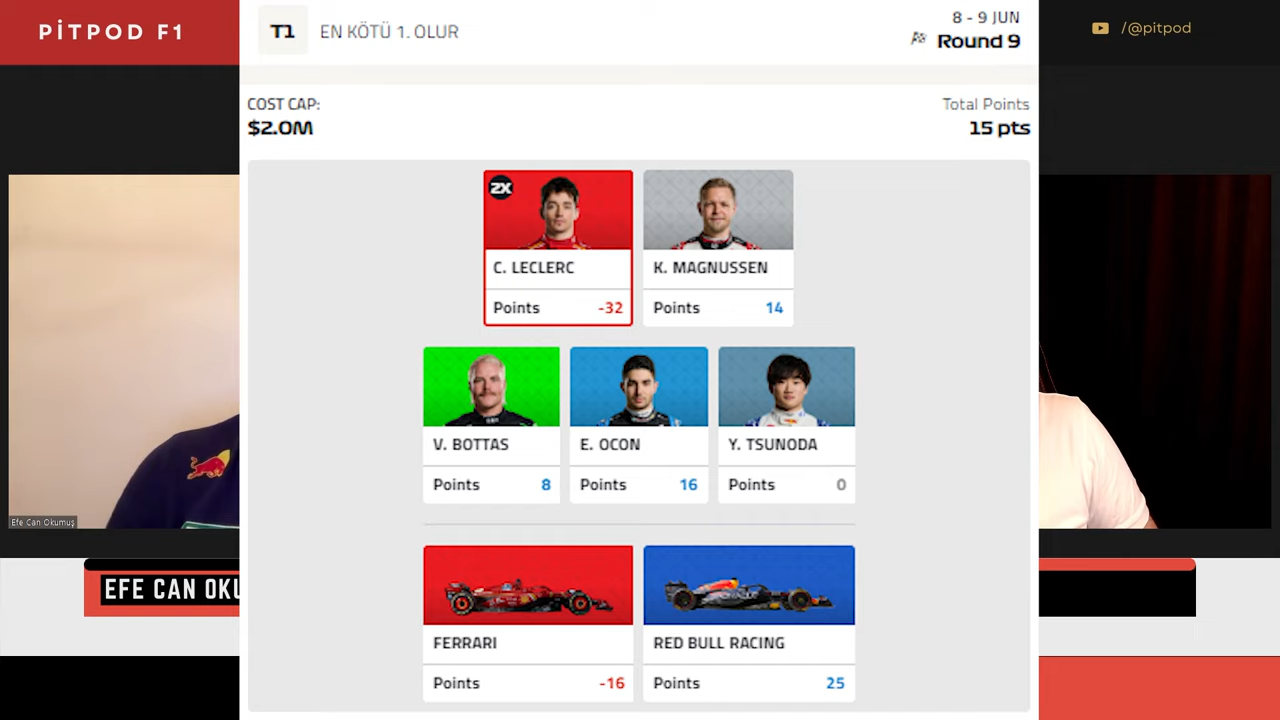 PİTPOD F1
T1
EN KÖTÜ 1. OLUR
8 - 9 JUN
Round 9
/@pitpod
COST CAP:
$2.0M
Total Points
15 pts
2X
C. LECLERC
Points -32
K. MAGNUSSEN
Points 14
V. BOTTAS
Points 8
E. OCON
Points 16
Y. TSUNODA
Points 0
Efe Can Okumuş
EFE CAN OKU
FERRARI
Points -16
RED BULL RACING
Points 25